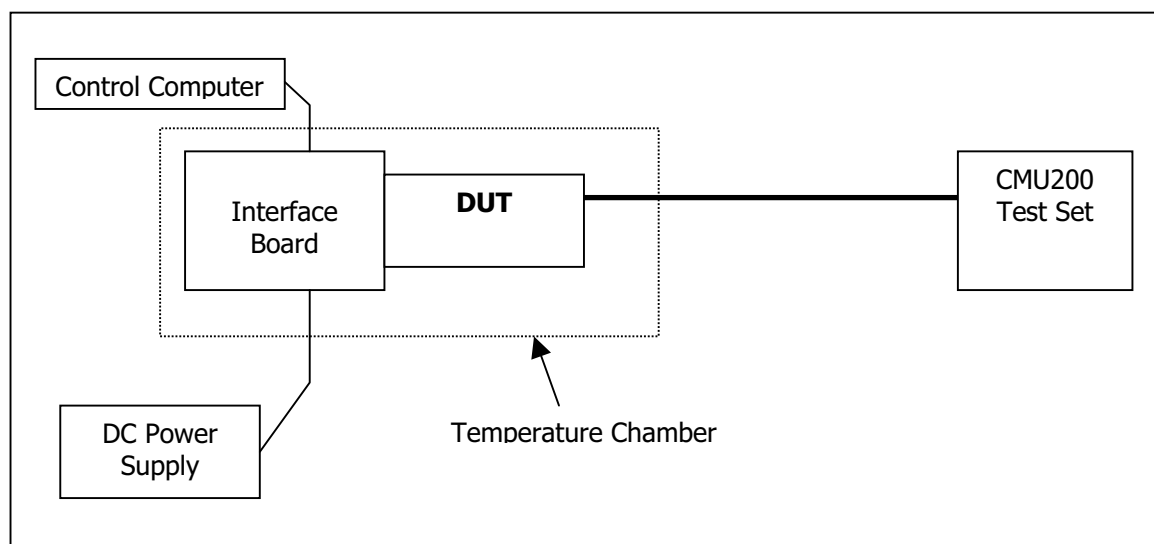 Control Computer
Interface
Board
DUT
CMU200
Test Set
DC Power
Supply
Temperature Chamber